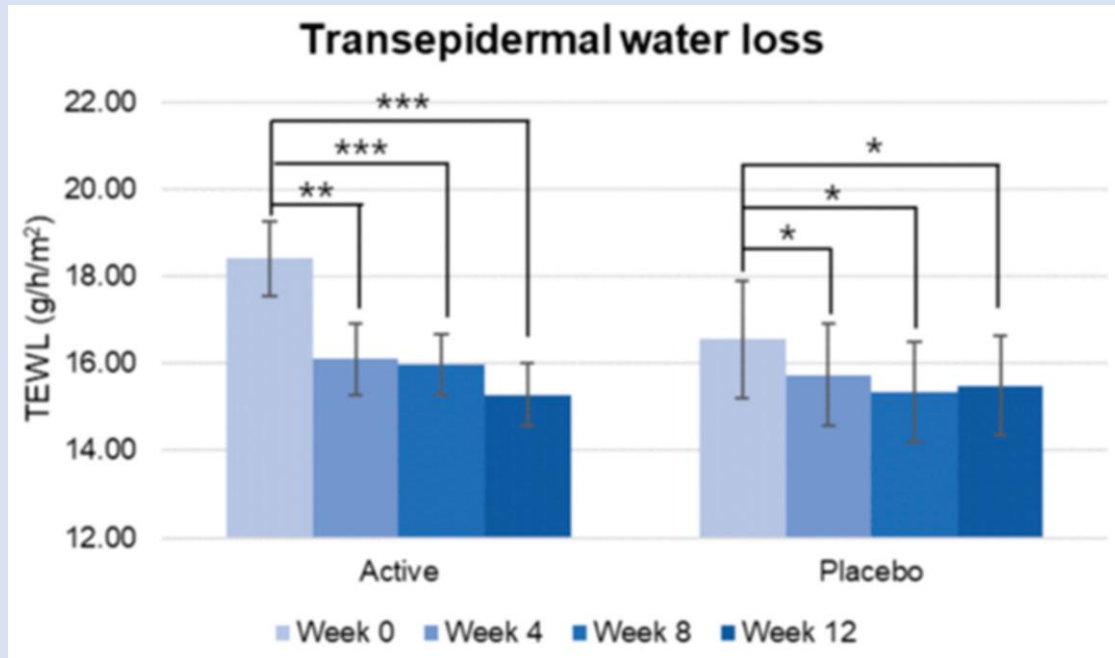 Transepidermal water loss
22.00
20.00
18.00
16.00
14.00
12.00
TEWL (g/h/m²)
***
***
**
*
*
*
Active
Placebo
Week 0 Week 4 Week 8 Week 12